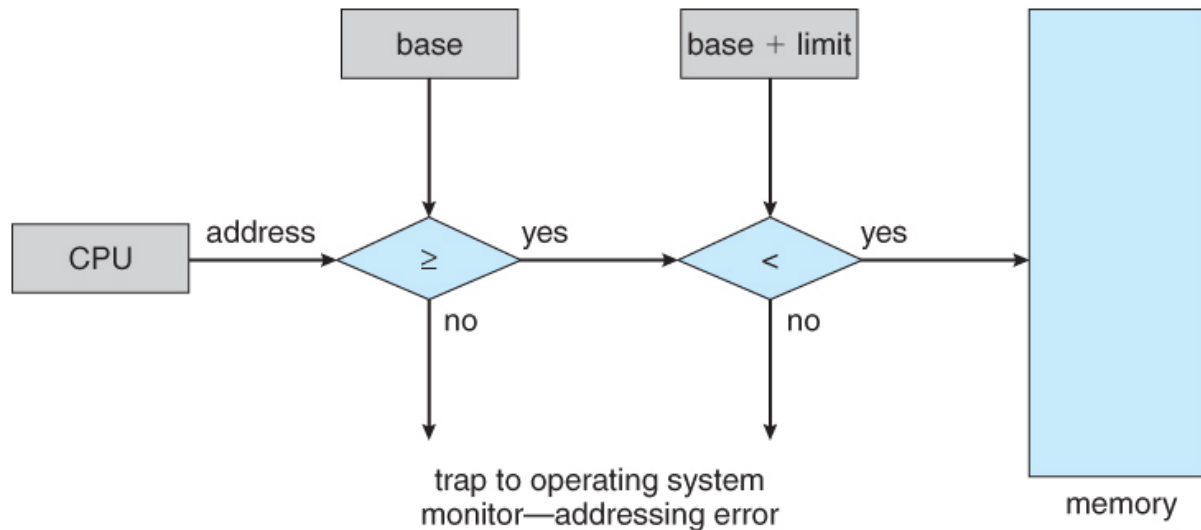 base
base + limit
CPU
address
≥
yes
<
yes
no
no
trap to operating system
monitor—addressing error
memory